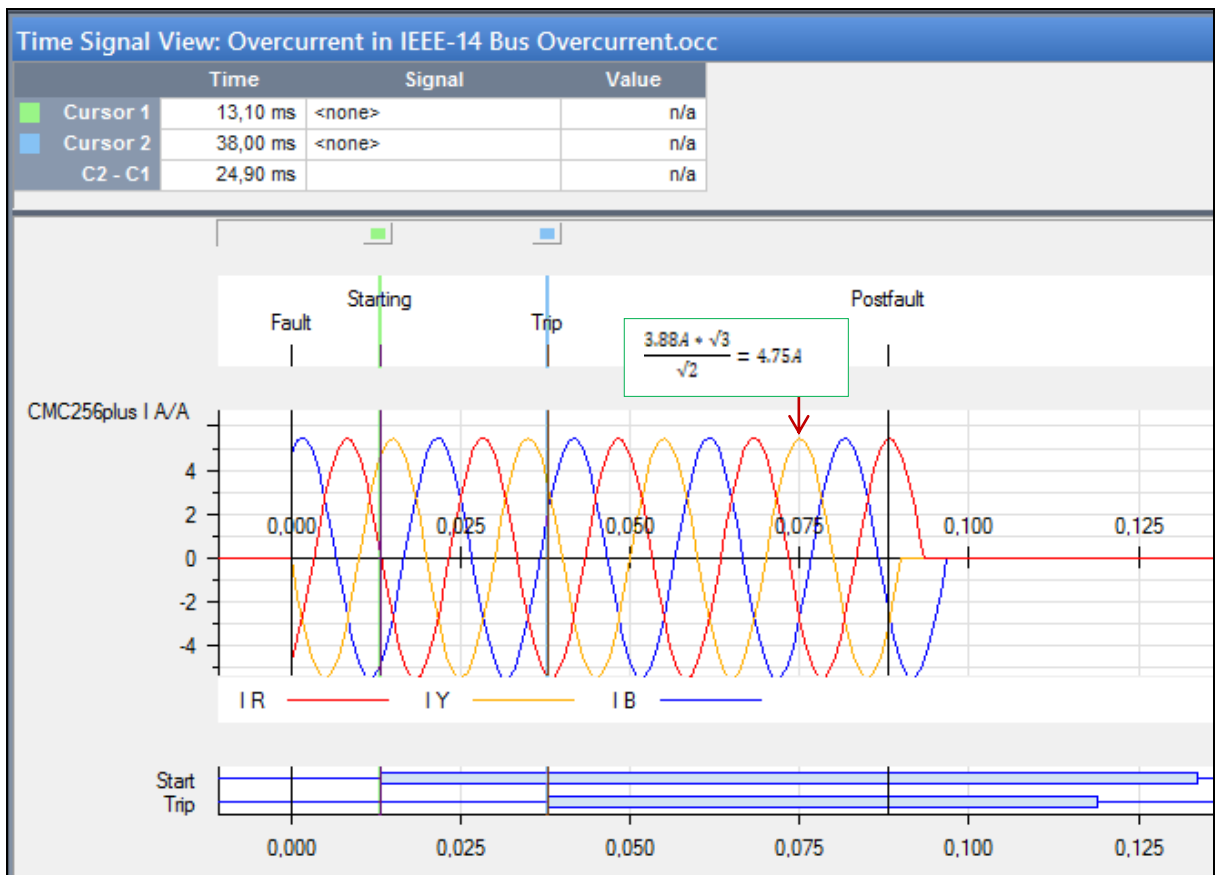 Time Signal View: Overcurrent in IEEE-14 Bus Overcurrent.occ
Time Signal Value
Cursor 1 13,10 ms <none> n/a
Cursor 2 38,00 ms <none> n/a
C2 - C1 24,90 ms n/a
Starting Postfault
Fault Trip
3.88A * √3
√2
= 4.75A
CMC256plus I A/A
4
2
0,000 0,025 0,050 0,075 0,100 0,125
0
-2
-4
I R I Y I B
Start
Trip
0,000 0,025 0,050 0,075 0,100 0,125